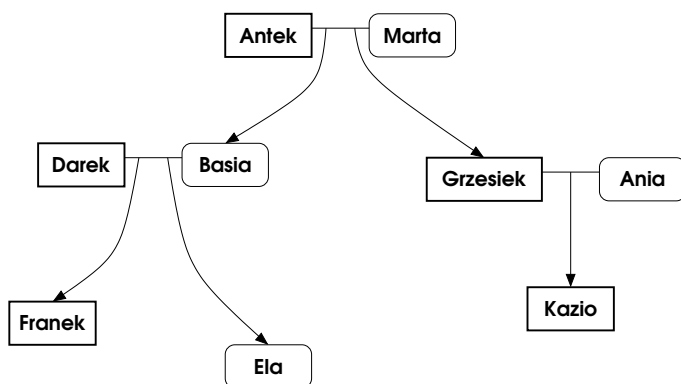 Antek
Marta
Darek
Basia
Grzesiek
Ania
Franek
Kazio
Ela